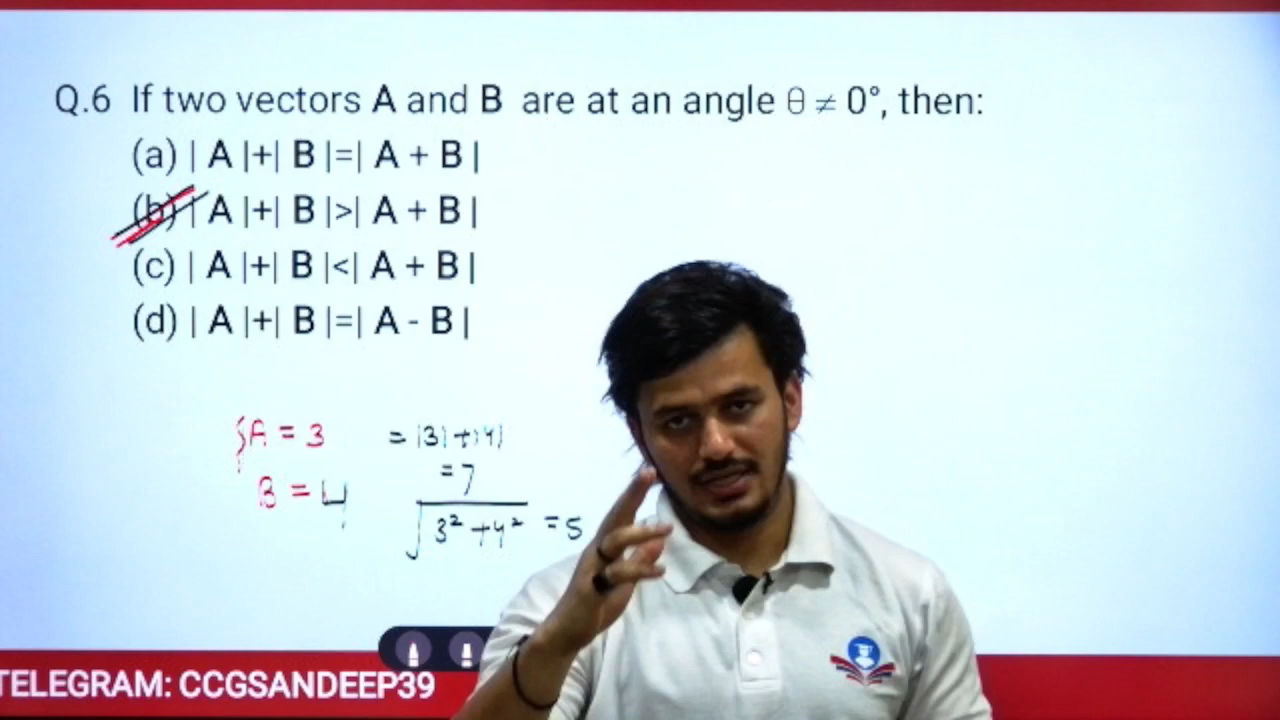 Q.6 If two vectors A and B are at an angle θ ≠ 0°, then:
(a) | A |+| B |=| A + B |
(b) | A |+| B |>| A + B |
(c) | A |+| B |<| A + B |
(d) | A |+| B |=| A - B |
A = 3 = |3|+|4|
= 7
B = 4
√3² + 4² = 5
TELEGRAM: CCGSANDEEP39